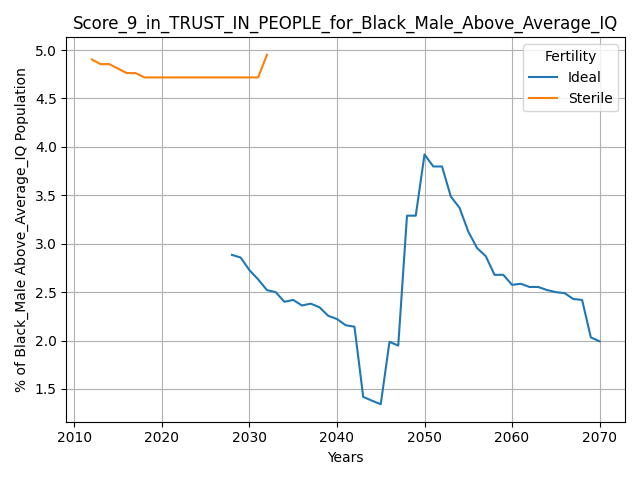 Score_9_in_TRUST_IN_PEOPLE_for_Black_Male_Above_Average_IQ
% of Black_Male Above_Average_IQ Population
5.0
4.5
4.0
3.5
3.0
2.5
2.0
1.5
Fertility
Ideal
Sterile
2010 2020 2030 2040 2050 2060 2070
Years